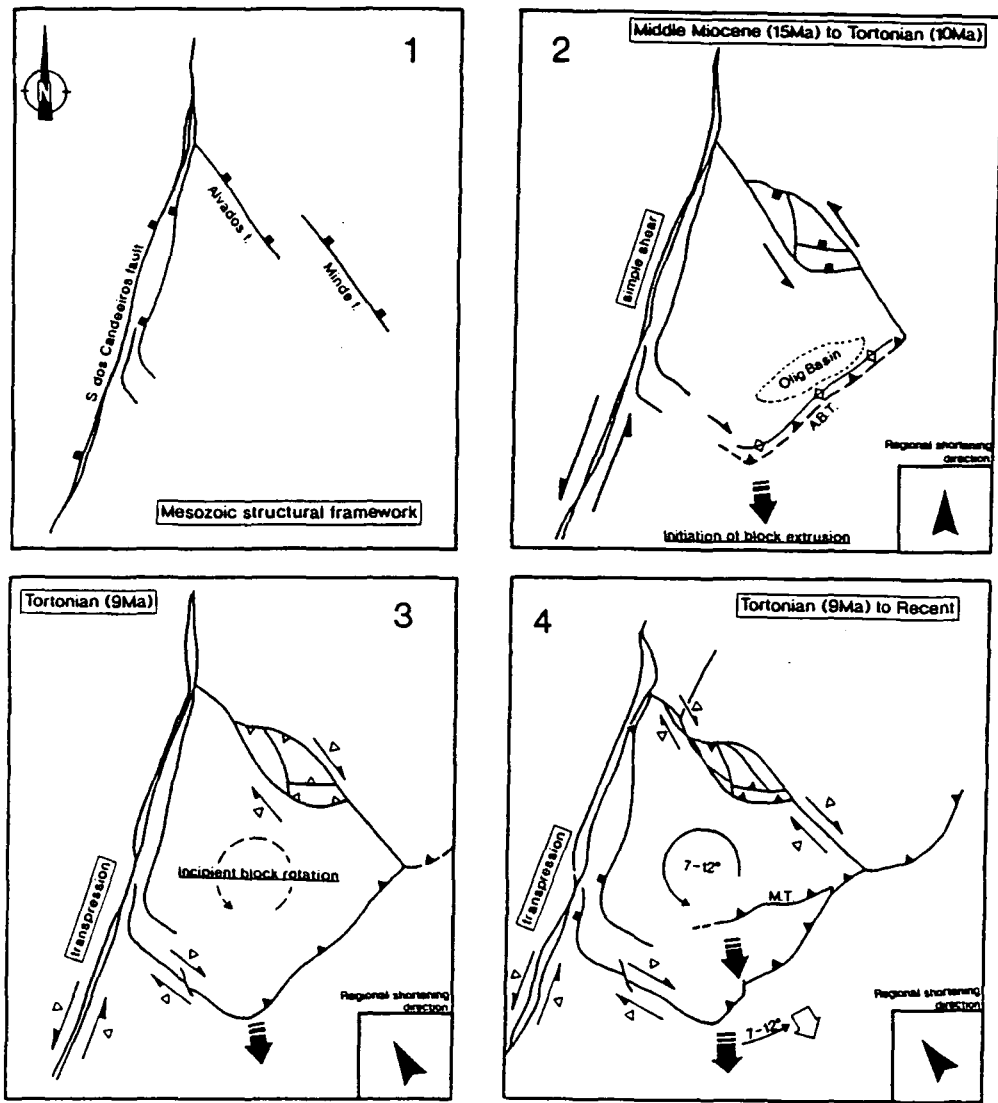 1
N
Alvados f.
Minde f.
S. dos Candeeiros fault
Mesozoic structural framework
Middle Miocene (15Ma) to Tortonian (10Ma)
2
simple shear
Olig Basin
A.B.T.
Regional shortening
direction
Initiation of block extrusion
Tortonian (9Ma)
3
Incipient block rotation
transpression
Regional shortening
direction
Tortonian (9Ma) to Recent
4
7-12°
M.T.
transpression
Regional shortening
direction
7-12°